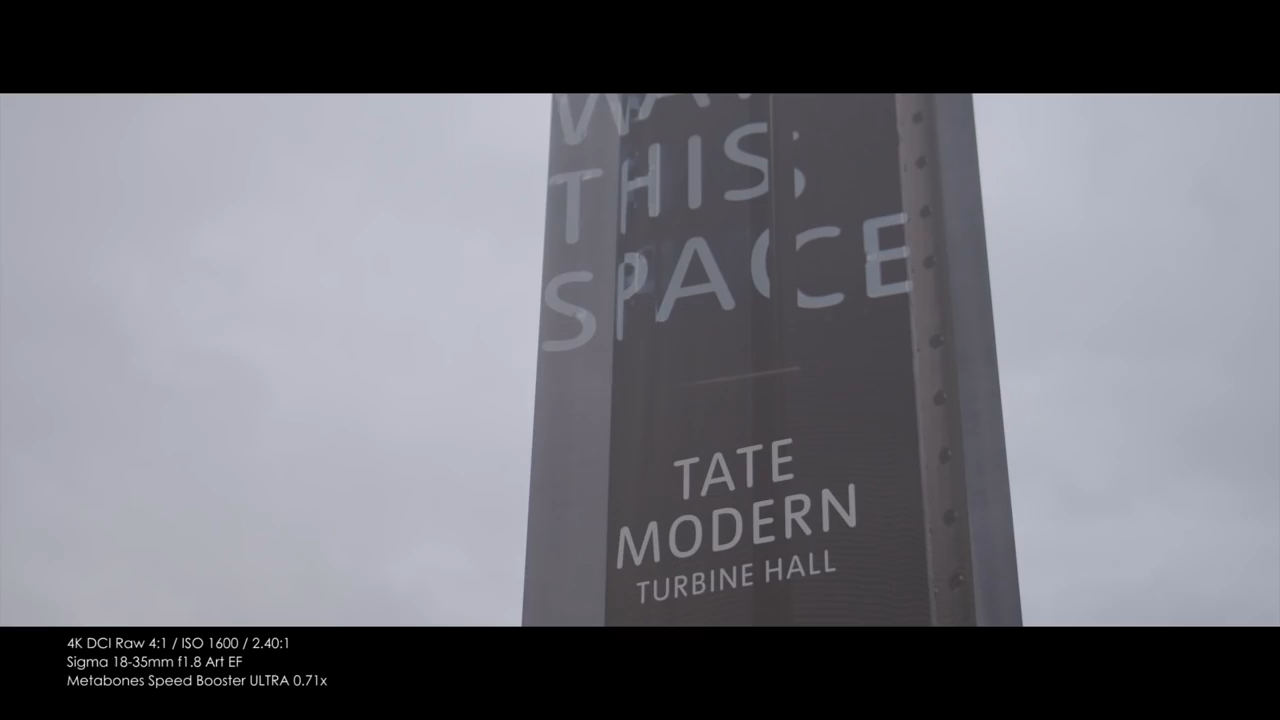 THIS
SPACE
TATE
MODERN
TURBINE HALL
4K DCI Raw 4:1 / ISO 1600 / 2.40:1
Sigma 18-35mm f1.8 Art EF
Metabones Speed Booster ULTRA 0.71x